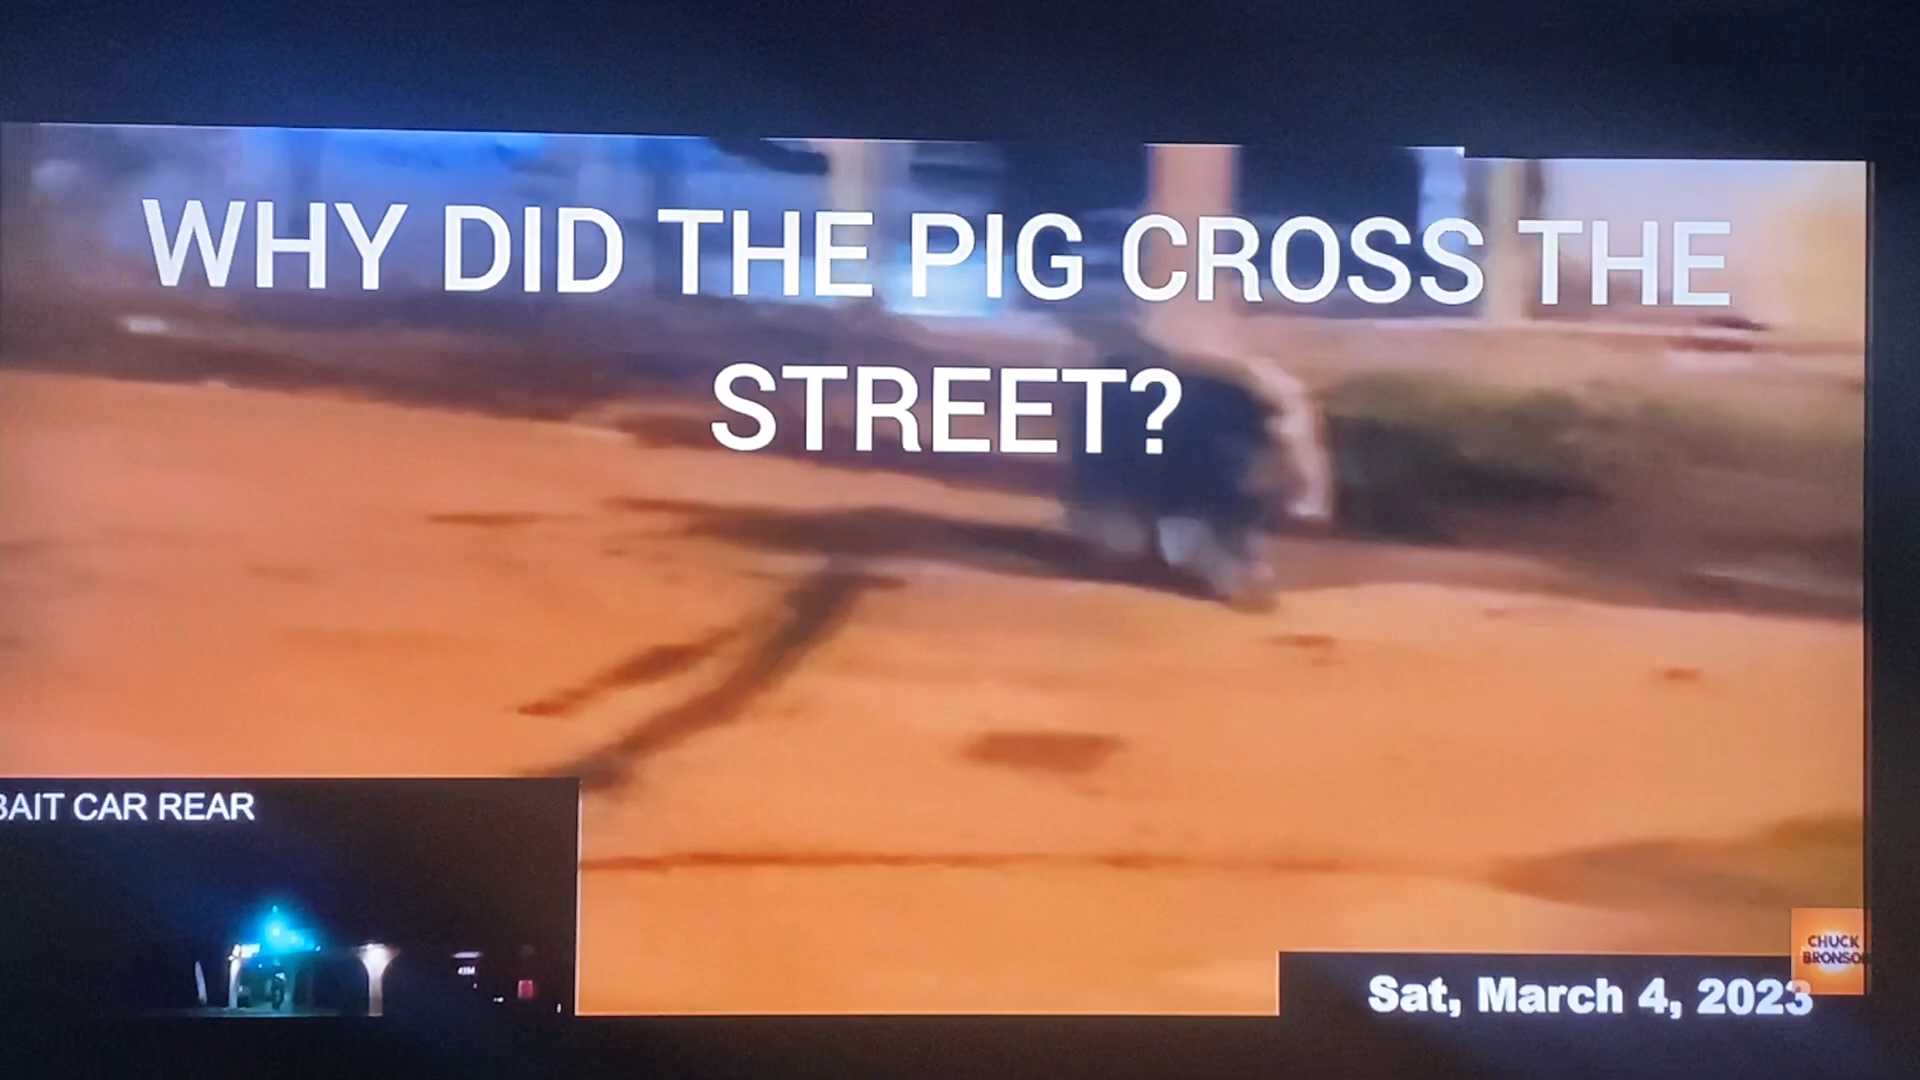 WHY DID THE PIG CROSS THE
STREET?
BAIT CAR REAR
CHUCK
BRONSON
Sat, March 4, 2023